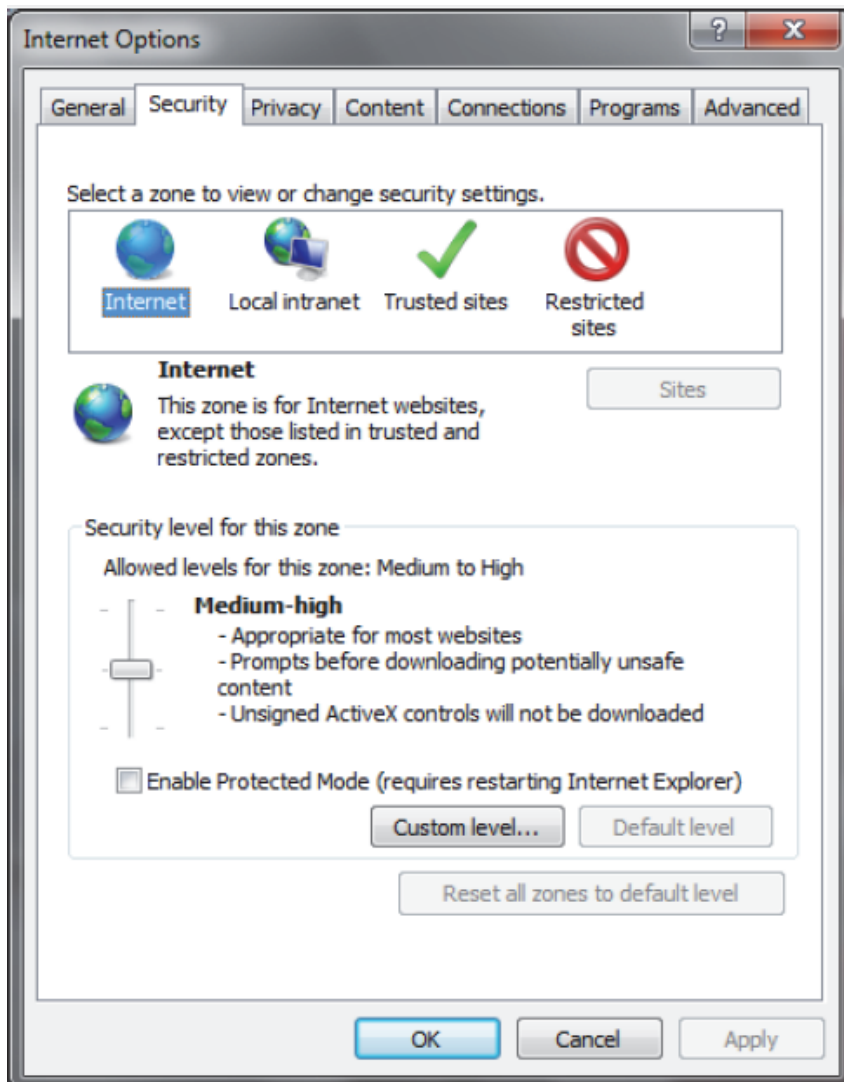 Internet Options
?
General Security Privacy Content Connections Programs Advanced
Select a zone to view or change security settings.
Internet Local intranet Trusted sites Restricted
sites
Internet
Sites
This zone is for Internet websites,
except those listed in trusted and
restricted zones.
Security level for this zone
Allowed levels for this zone: Medium to High
Medium-high
- Appropriate for most websites
- Prompts before downloading potentially unsafe
content
- Unsigned ActiveX controls will not be downloaded
Enable Protected Mode (requires restarting Internet Explorer)
Custom level... Default level
Reset all zones to default level
OK Cancel Apply